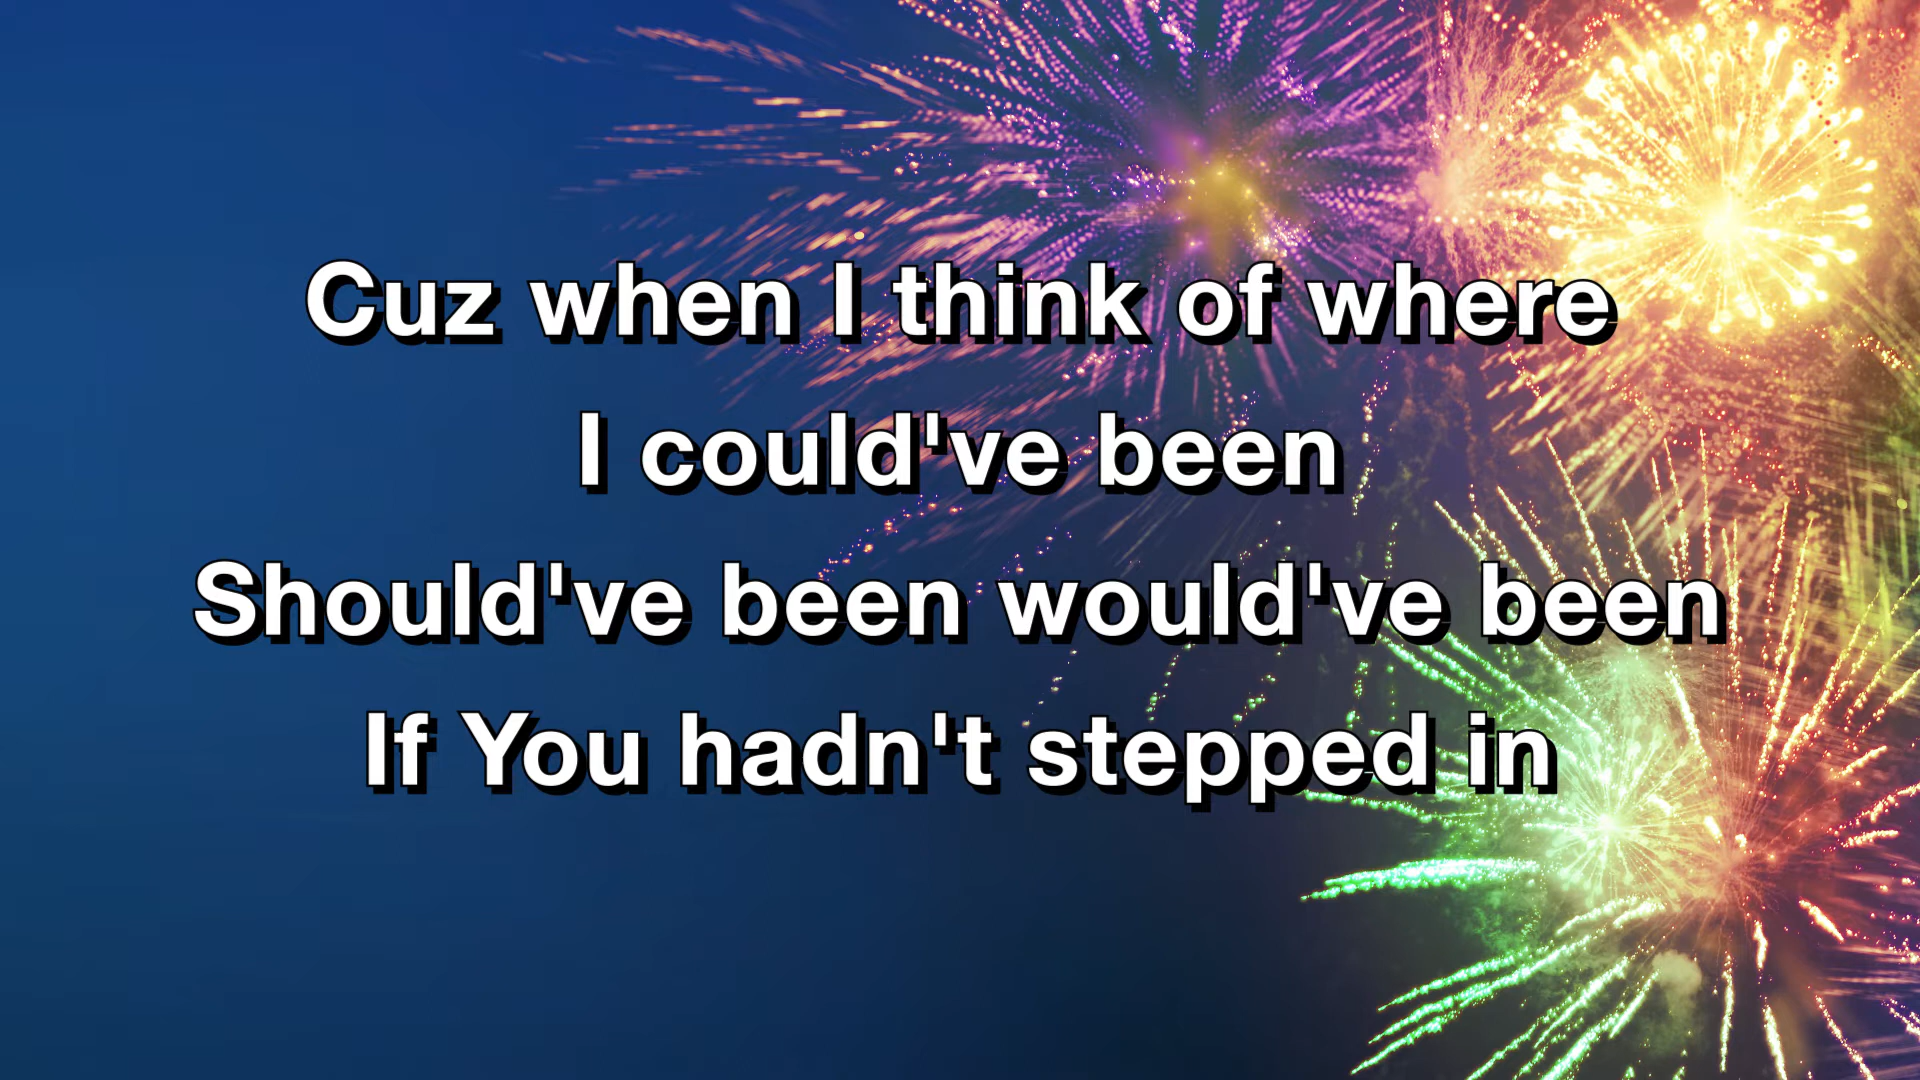 Cuz when I think of where
I could've been
Should've been would've been
If You hadn't stepped in